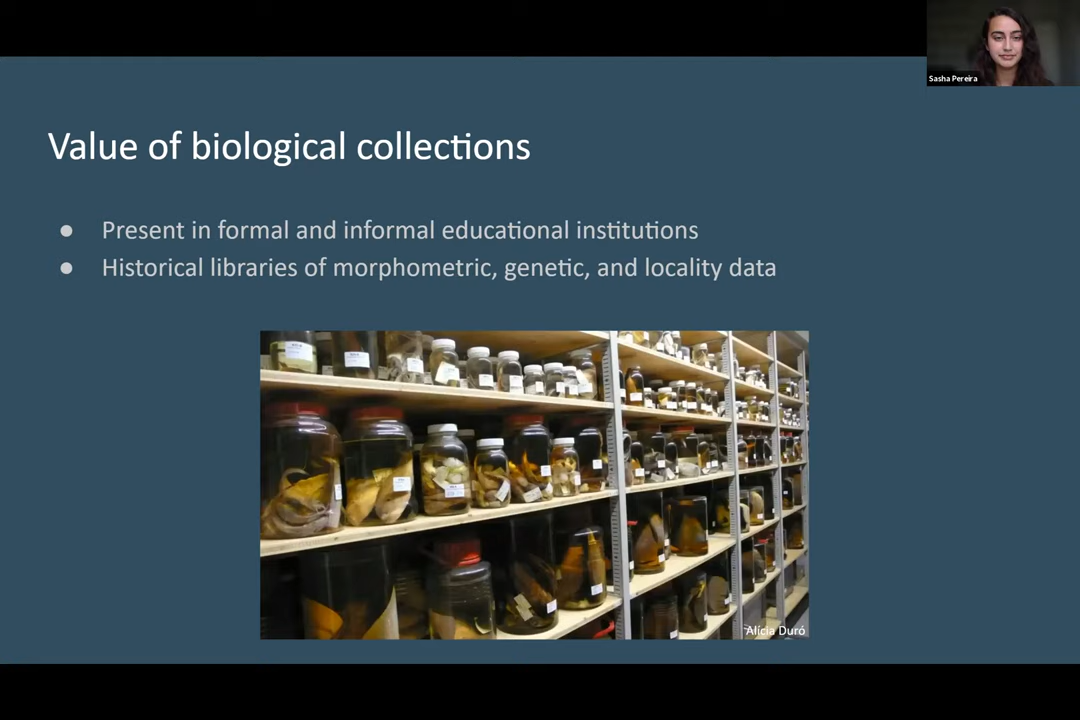 Sasha Pereira
Value of biological collections
● Present in formal and informal educational institutions
● Historical libraries of morphometric, genetic, and locality data
Alícia Duró